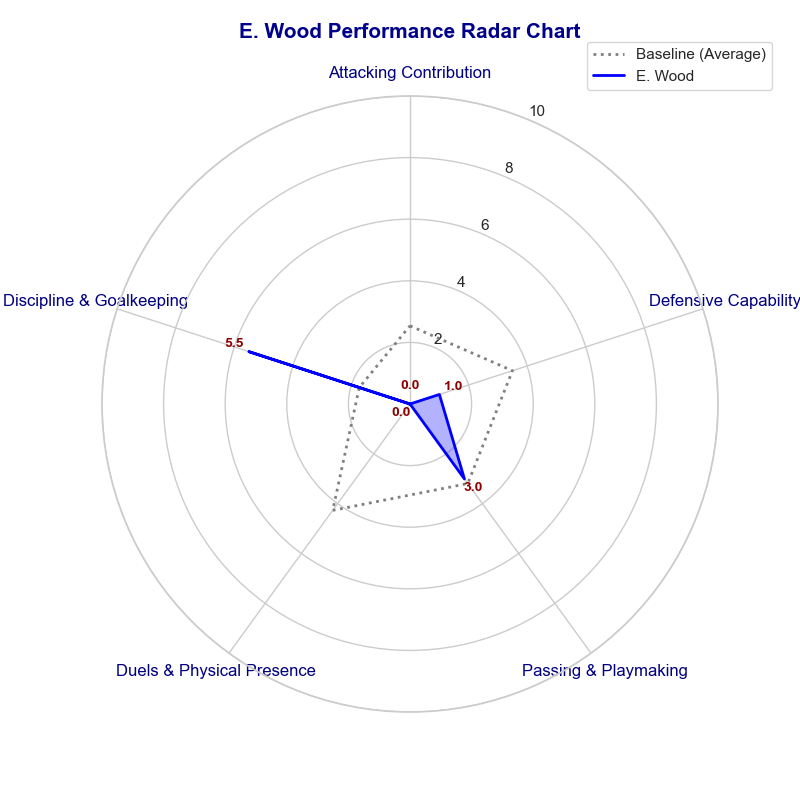 E. Wood Performance Radar Chart
Baseline (Average)
E. Wood
Attacking Contribution
10
8
6
4
2
Discipline & Goalkeeping
Defensive Capability
5.5
0.0
1.0
0.0
3.0
Duels & Physical Presence
Passing & Playmaking